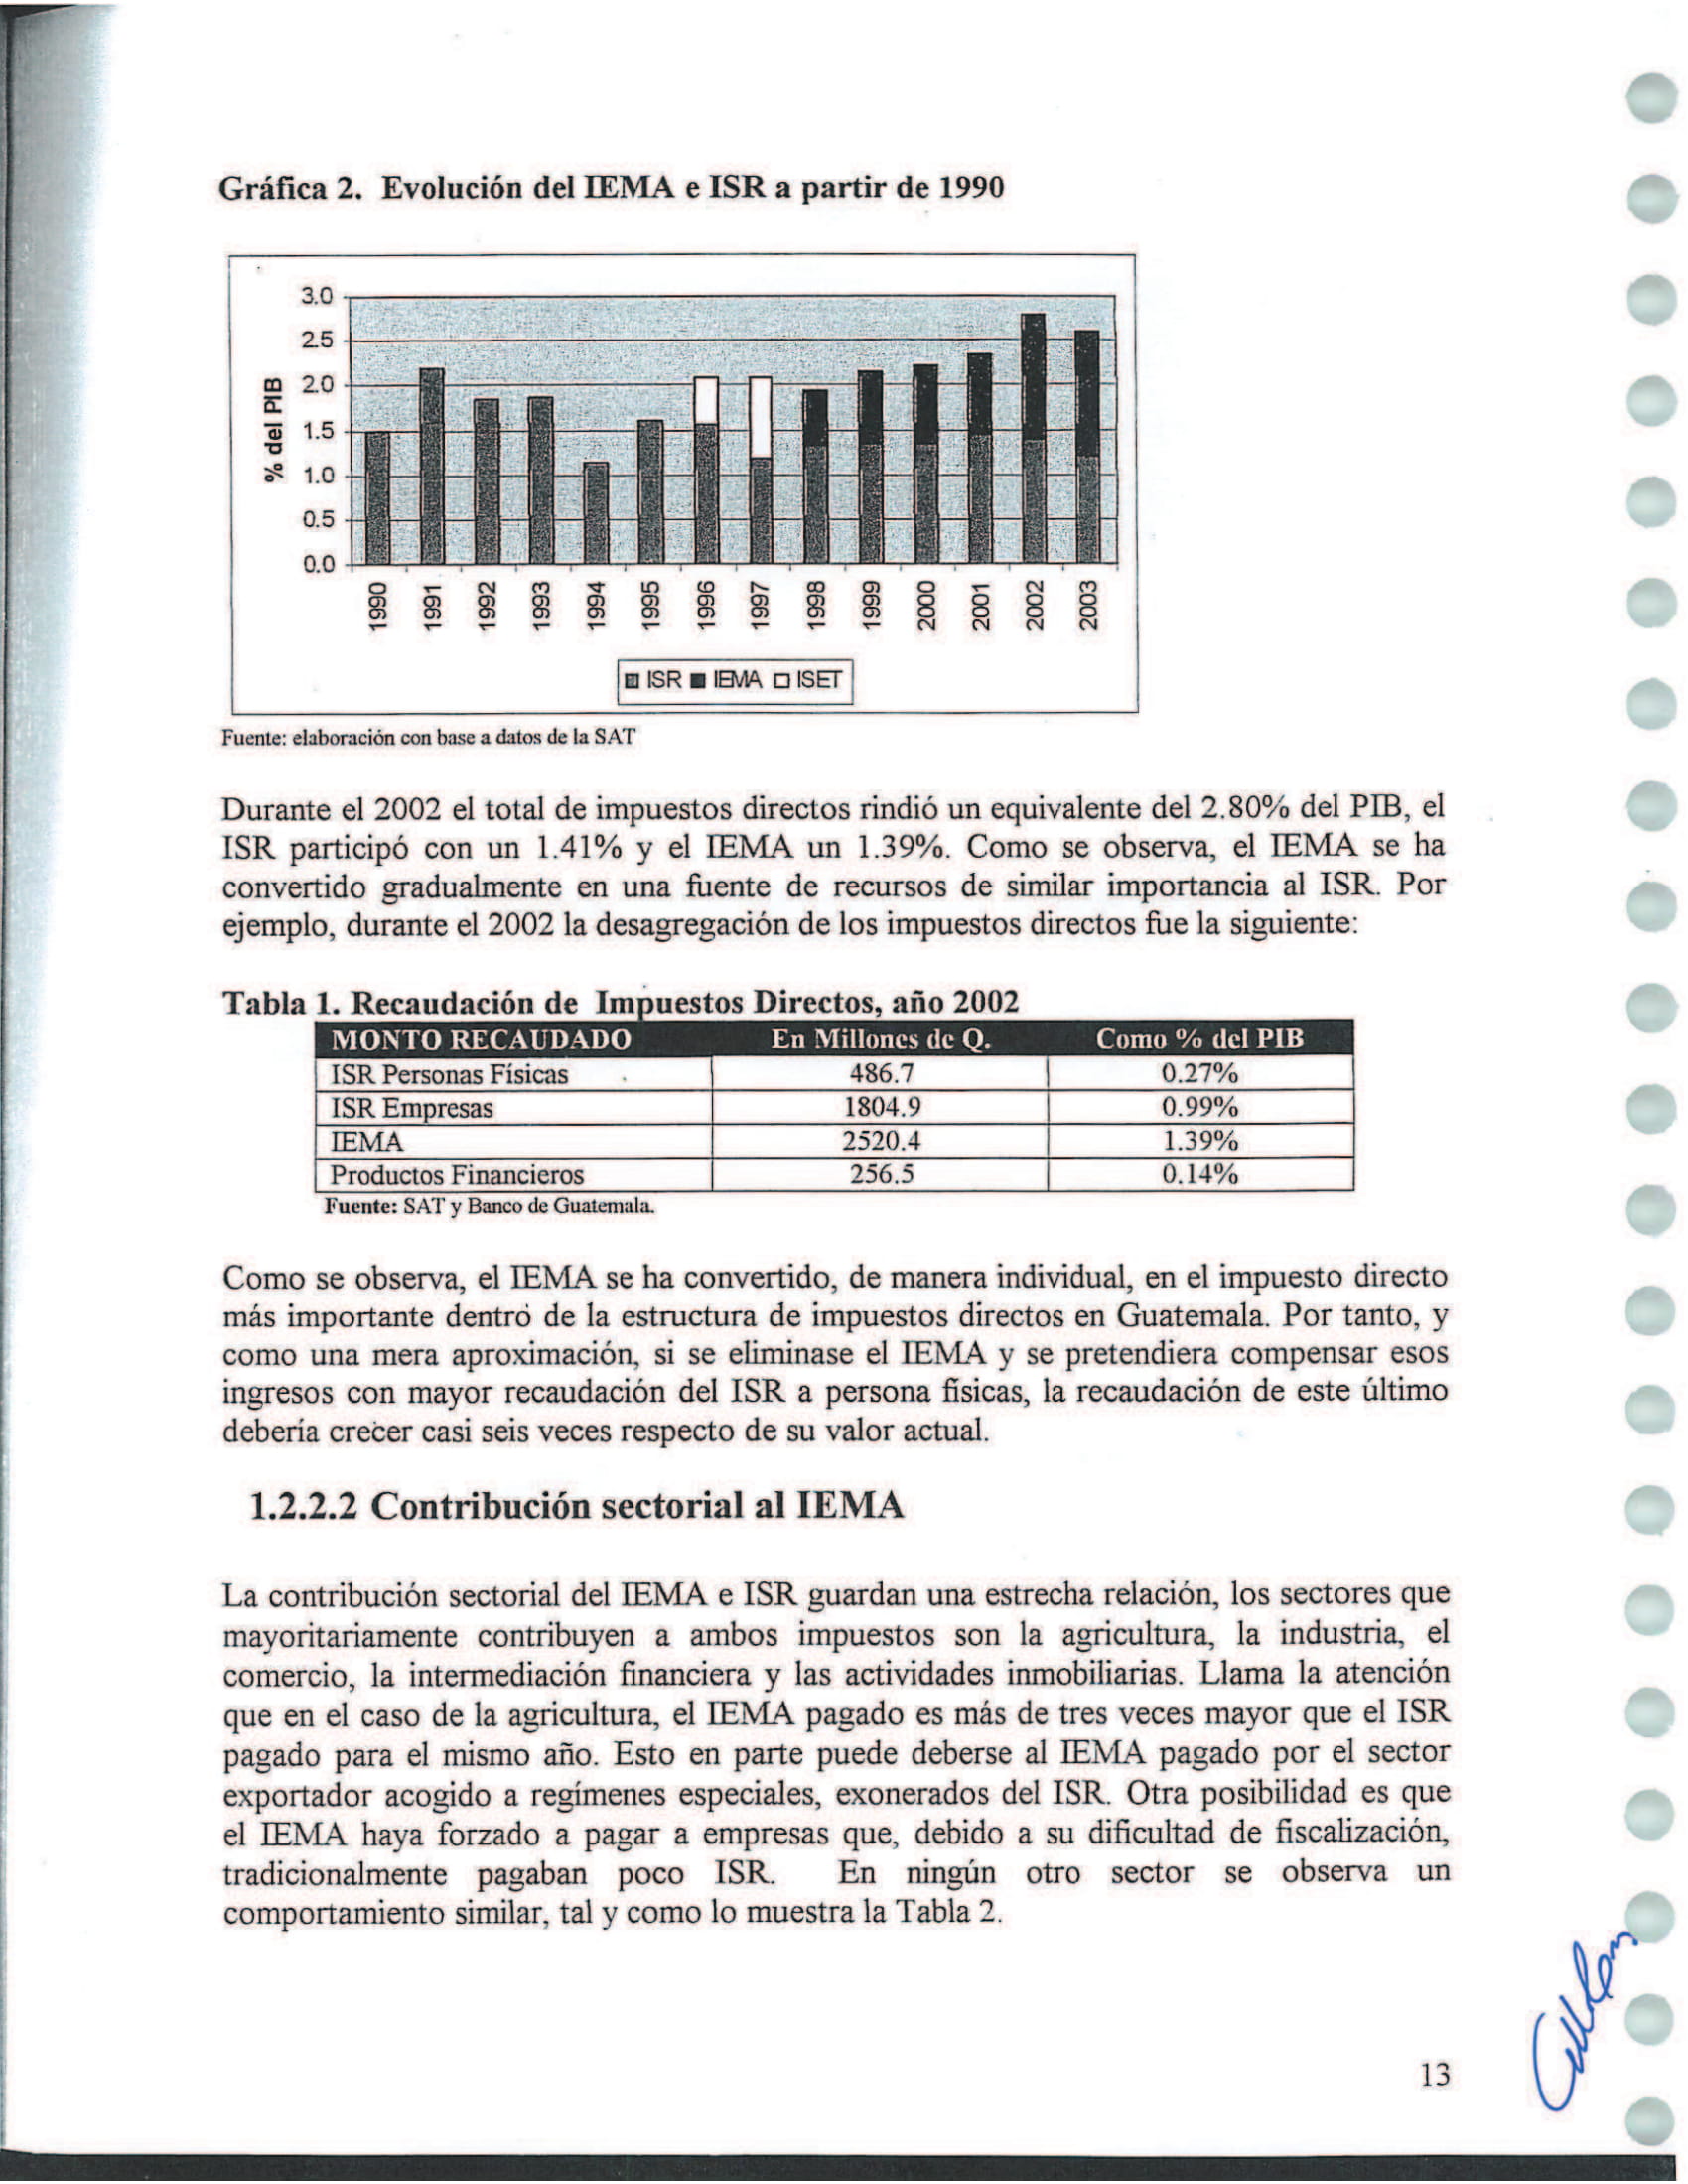 Gráfica 2. Evolución del IEMA e ISR a partir de 1990
% del PIB
3.0
2.5
2.0
1.5
1.0
0.5
0.0
1990 1991 1992 1993 1994 1995 1996 1997 1998 1999 2000 2001 2002 2003
ISR IEMA ISET
Fuente: elaboración con base a datos de la SAT
Durante el 2002 el total de impuestos directos rindió un equivalente del 2.80% del PIB, el
ISR participó con un 1.41% y el IEMA un 1.39%. Como se observa, el IEMA se ha
convertido gradualmente en una fuente de recursos de similar importancia al ISR. Por
ejemplo, durante el 2002 la desagregación de los impuestos directos fue la siguiente:
Tabla 1. Recaudación de Impuestos Directos, año 2002
MONTO RECAUDADO En Millones de Q. Como % del PIB
ISR Personas Físicas 486.7 0.27%
ISR Empresas 1804.9 0.99%
IEMA 2520.4 1.39%
Productos Financieros 256.5 0.14%
Fuente: SAT y Banco de Guatemala.
Como se observa, el IEMA se ha convertido, de manera individual, en el impuesto directo
más importante dentro de la estructura de impuestos directos en Guatemala. Por tanto, y
como una mera aproximación, si se eliminase el IEMA y se pretendiera compensar esos
ingresos con mayor recaudación del ISR a persona físicas, la recaudación de este último
debería crecer casi seis veces respecto de su valor actual.
1.2.2.2 Contribución sectorial al IEMA
La contribución sectorial del IEMA e ISR guardan una estrecha relación, los sectores que
mayoritariamente contribuyen a ambos impuestos son la agricultura, la industria, el
comercio, la intermediación financiera y las actividades inmobiliarias. Llama la atención
que en el caso de la agricultura, el IEMA pagado es más de tres veces mayor que el ISR
pagado para el mismo año. Esto en parte puede deberse al IEMA pagado por el sector
exportador acogido a regímenes especiales, exonerados del ISR. Otra posibilidad es que
el IEMA haya forzado a pagar a empresas que, debido a su dificultad de fiscalización,
tradicionalmente pagaban poco ISR. En ningún otro sector se observa un
comportamiento similar, tal y como lo muestra la Tabla 2.
13